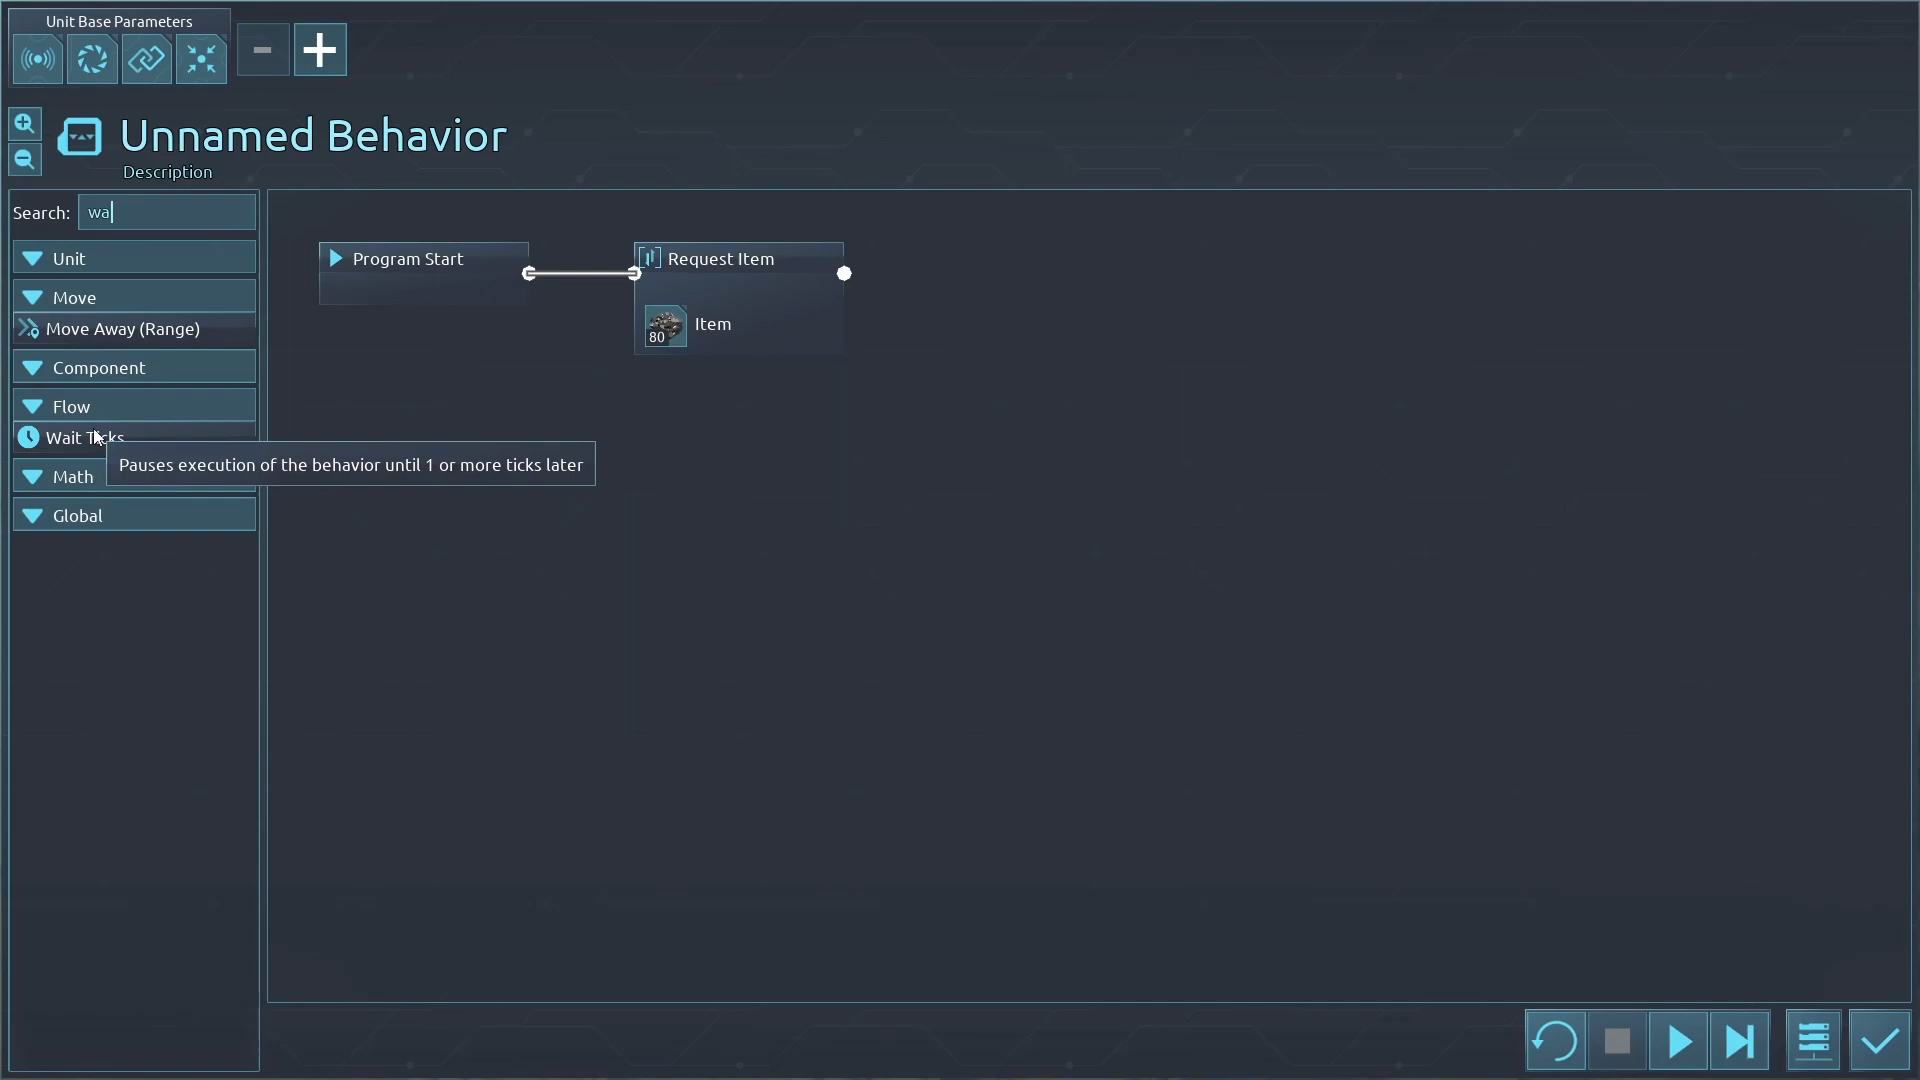 Unit Base Parameters
Unnamed Behavior
Description
Search: wa
Unit
Move
Move Away (Range)
Component
Flow
Wait Ticks
Pauses execution of the behavior until 1 or more ticks later
Math
Global
Program Start
Request Item
80 Item